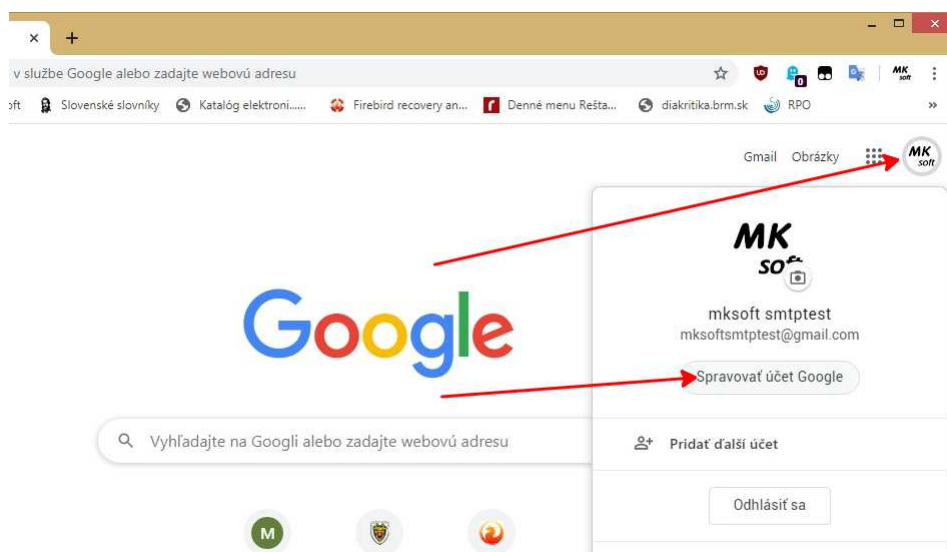 v službe Google alebo zadajte webovú adresu
0
MK
soft
oft Slovenské slovníky Katalóg elektroni...... Firebird recovery an... Denné menu Rešta... diakritika.brm.sk RPO »
Gmail Obrázky
MK
soft
MK
soft
mksoft smtptest
mksoftsmtptest@gmail.com
Google
Spravovať účet Google
Vyhľadajte na Googli alebo zadajte webovú adresu
Pridať ďalší účet
Odhlásiť sa
M